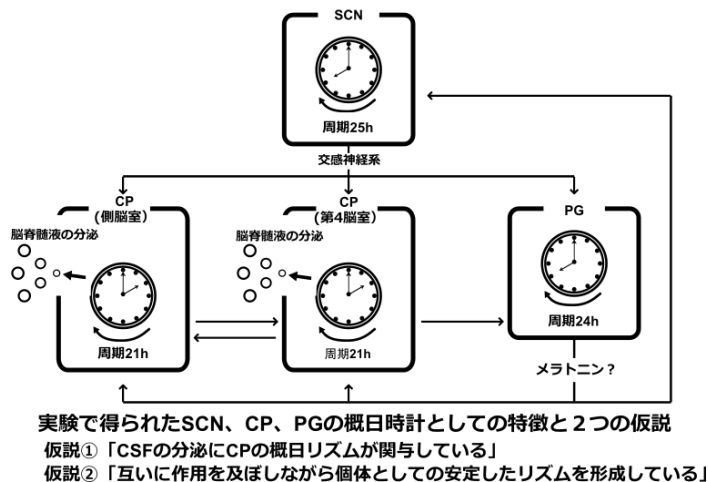 SCN
周期25h
交感神経系
CP
(側脳室)
脳脊髄液の分泌
周期21h
CP
(第4脳室)
脳脊髄液の分泌
周期21h
PG
周期24h
メラトニン？
実験で得られたSCN、CP、PGの概日時計としての特徴と２つの仮説
仮説①「CSFの分泌にCPの概日リズムが関与している」
仮説②「互いに作用を及ぼしながら個体としての安定したリズムを形成している」